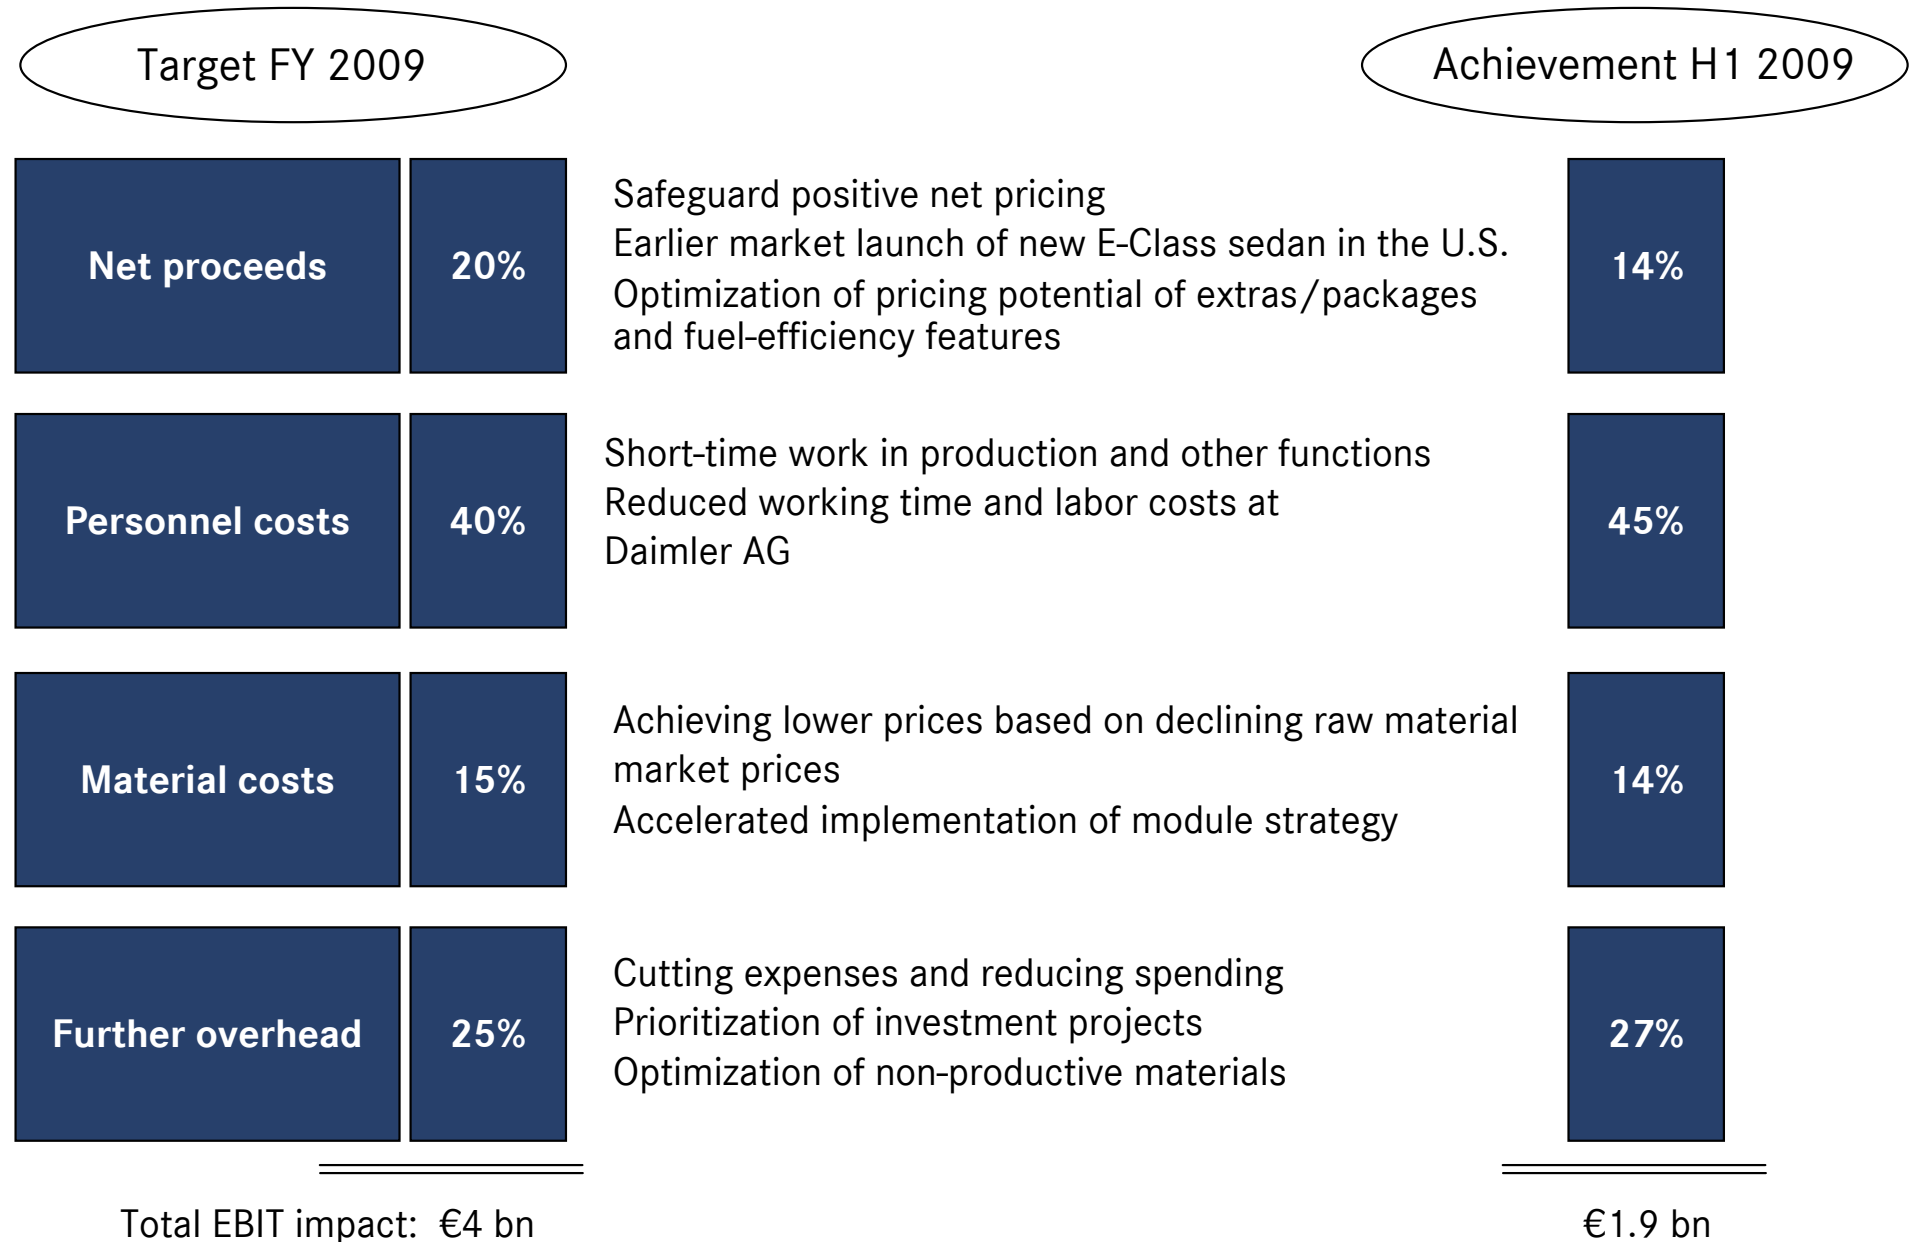 Target FY 2009
Achievement H1 2009
Net proceeds
20%
Safeguard positive net pricing
Earlier market launch of new E-Class sedan in the U.S.
Optimization of pricing potential of extras/packages
and fuel-efficiency features
14%
Personnel costs
40%
Short-time work in production and other functions
Reduced working time and labor costs at
Daimler AG
45%
Material costs
15%
Achieving lower prices based on declining raw material
market prices
Accelerated implementation of module strategy
14%
Further overhead
25%
Cutting expenses and reducing spending
Prioritization of investment projects
Optimization of non-productive materials
27%
Total EBIT impact: €4 bn
€1.9 bn